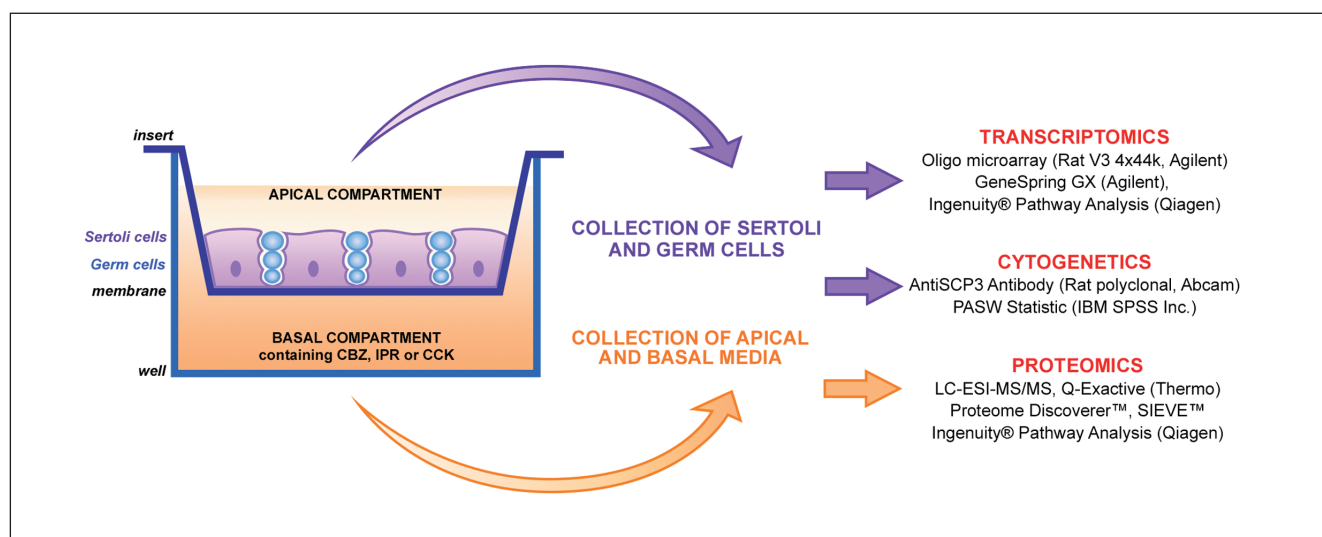 insert
APICAL COMPARTMENT
Sertoli cells
Germ cells
membrane
BASAL COMPARTMENT
containing CBZ, IPR or CCK
well
COLLECTION OF SERTOLI
AND GERM CELLS
COLLECTION OF APICAL
AND BASAL MEDIA
TRANSCRIPTOMICS
Oligo microarray (Rat V3 4x44k, Agilent)
GeneSpring GX (Agilent),
Ingenuity® Pathway Analysis (Qiagen)
CYTOGENETICS
AntiSCP3 Antibody (Rat polyclonal, Abcam)
PASW Statistic (IBM SPSS Inc.)
PROTEOMICS
LC-ESI-MS/MS, Q-Exactive (Thermo)
Proteome Discoverer™, SIEVE™
Ingenuity® Pathway Analysis (Qiagen)